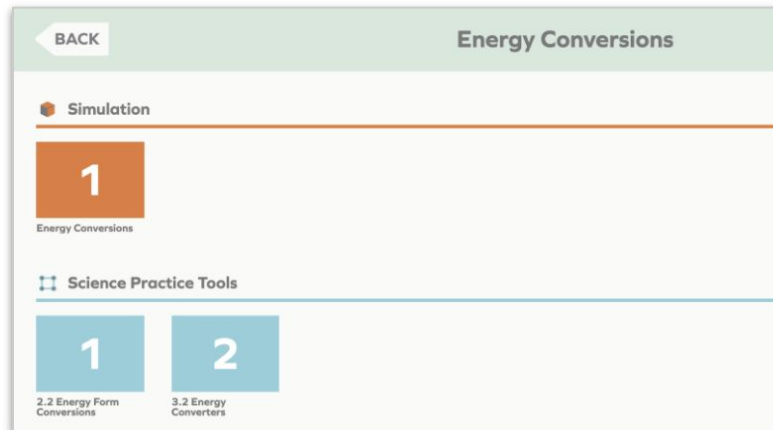 BACK
Energy Conversions
Simulation
1
Energy Conversions
Science Practice Tools
1
2
2.2 Energy Form
Conversions
3.2 Energy
Converters